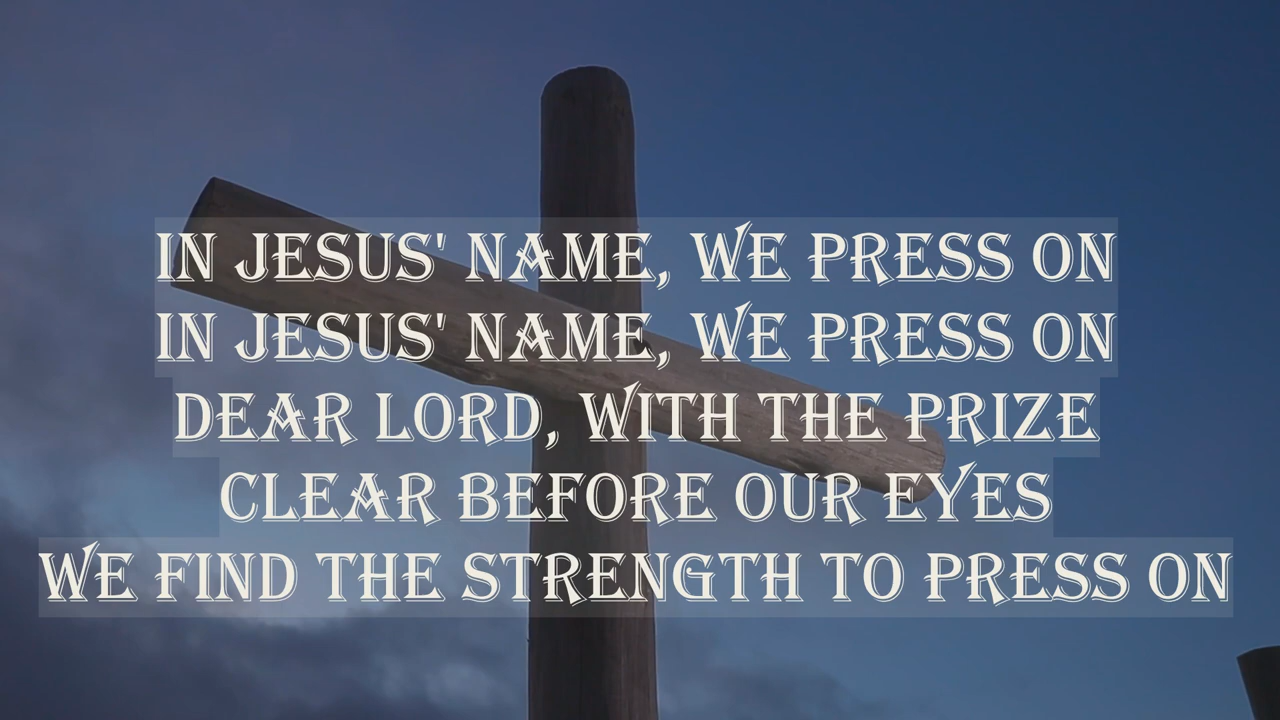 IN JESUS' NAME, WE PRESS ON
IN JESUS' NAME, WE PRESS ON
DEAR LORD, WITH THE PRIZE
CLEAR BEFORE OUR EYES
WE FIND THE STRENGTH TO PRESS ON